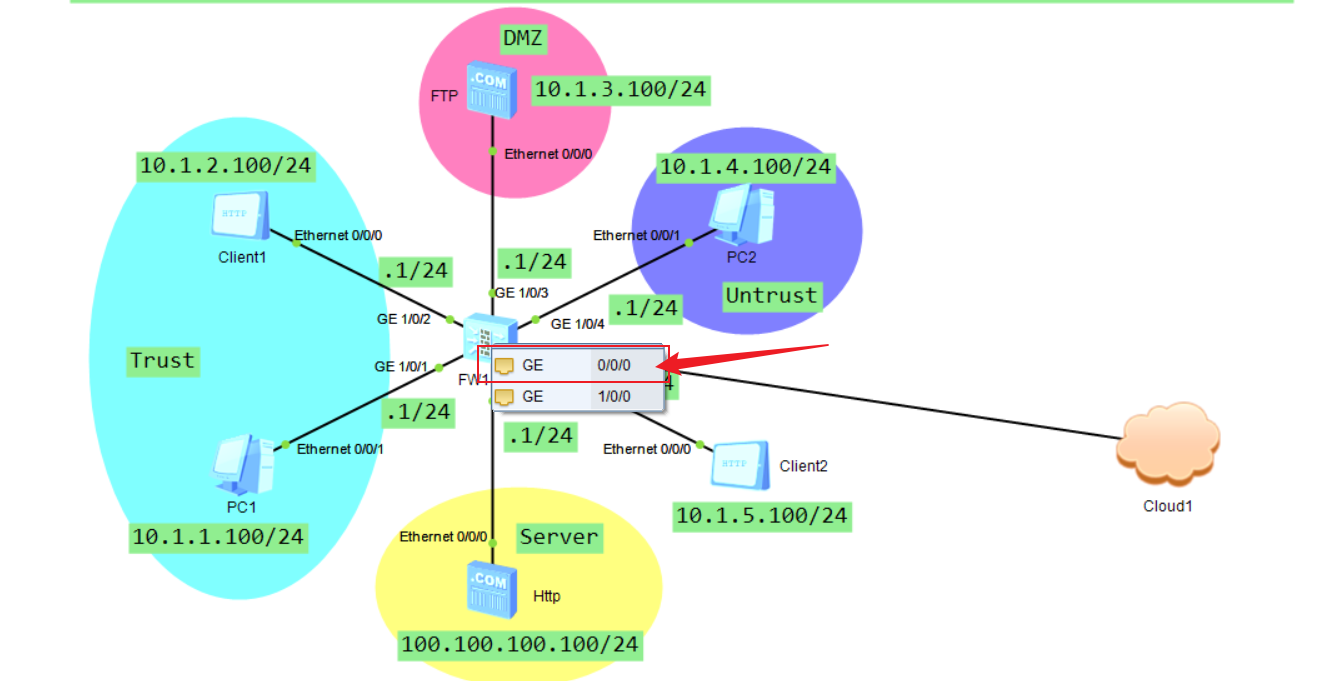 DMZ
.COM
FTP
10.1.3.100/24
Ethernet 0/0/0
10.1.2.100/24
HTTP
Client1
Ethernet 0/0/0
10.1.4.100/24
Ethernet 0/0/1
PC2
Untrust
.1/24
.1/24
GE 1/0/3
.1/24
GE 1/0/2
GE 1/0/4
Trust
GE 1/0/1
FW1
GE 0/0/0
GE 1/0/0
.1/24
.1/24
Ethernet 0/0/1
PC1
10.1.1.100/24
Ethernet 0/0/0
HTTP
Client2
10.1.5.100/24
Cloud1
Ethernet 0/0/0
Server
.COM
Http
100.100.100.100/24